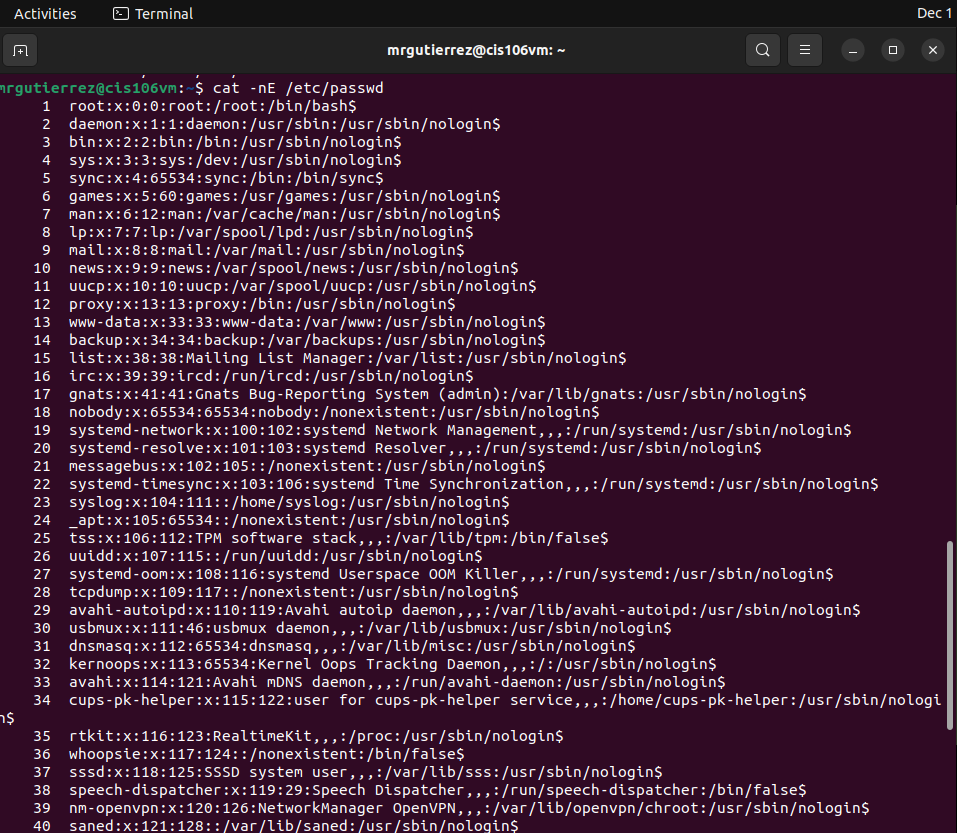 Activities Terminal Dec 1
mrgutierrez@cis106vm: ~
mrgutierrez@cis106vm:~$ cat -nE /etc/passwd
1 root:x:0:0:root:/root:/bin/bash$
2 daemon:x:1:1:daemon:/usr/sbin:/usr/sbin/nologin$
3 bin:x:2:2:bin:/bin:/usr/sbin/nologin$
4 sys:x:3:3:sys:/dev:/usr/sbin/nologin$
5 sync:x:4:65534:sync:/bin:/bin/sync$
6 games:x:5:60:games:/usr/games:/usr/sbin/nologin$
7 man:x:6:12:man:/var/cache/man:/usr/sbin/nologin$
8 lp:x:7:7:lp:/var/spool/lpd:/usr/sbin/nologin$
9 mail:x:8:8:mail:/var/mail:/usr/sbin/nologin$
10 news:x:9:9:news:/var/spool/news:/usr/sbin/nologin$
11 uucp:x:10:10:uucp:/var/spool/uucp:/usr/sbin/nologin$
12 proxy:x:13:13:proxy:/bin:/usr/sbin/nologin$
13 www-data:x:33:33:www-data:/var/www:/usr/sbin/nologin$
14 backup:x:34:34:backup:/var/backups:/usr/sbin/nologin$
15 list:x:38:38:Mailing List Manager:/var/list:/usr/sbin/nologin$
16 irc:x:39:39:ircd:/run/ircd:/usr/sbin/nologin$
17 gnats:x:41:41:Gnats Bug-Reporting System (admin):/var/lib/gnats:/usr/sbin/nologin$
18 nobody:x:65534:65534:nobody:/nonexistent:/usr/sbin/nologin$
19 systemd-network:x:100:102:systemd Network Management,,,:/run/systemd:/usr/sbin/nologin$
20 systemd-resolve:x:101:103:systemd Resolver,,,:/run/systemd:/usr/sbin/nologin$
21 messagebus:x:102:105::/nonexistent:/usr/sbin/nologin$
22 systemd-timesync:x:103:106:systemd Time Synchronization,,,:/run/systemd:/usr/sbin/nologin$
23 syslog:x:104:111::/home/syslog:/usr/sbin/nologin$
24 _apt:x:105:65534::/nonexistent:/usr/sbin/nologin$
25 tss:x:106:112:TPM software stack,,,:/var/lib/tpm:/bin/false$
26 uuidd:x:107:115::/run/uuidd:/usr/sbin/nologin$
27 systemd-oom:x:108:116:systemd Userspace OOM Killer,,,:/run/systemd:/usr/sbin/nologin$
28 tcpdump:x:109:117::/nonexistent:/usr/sbin/nologin$
29 avahi-autoipd:x:110:119:Avahi autoip daemon,,,:/var/lib/avahi-autoipd:/usr/sbin/nologin$
30 usbmux:x:111:46:usbmux daemon,,,:/var/lib/usbmux:/usr/sbin/nologin$
31 dnsmasq:x:112:65534:dnsmasq,,,:/var/lib/misc:/usr/sbin/nologin$
32 kernoops:x:113:65534:Kernel Oops Tracking Daemon,,,:/:/usr/sbin/nologin$
33 avahi:x:114:121:Avahi mDNS daemon,,,:/run/avahi-daemon:/usr/sbin/nologin$
34 cups-pk-helper:x:115:122:user for cups-pk-helper service,,,:/home/cups-pk-helper:/usr/sbin/nologi
n$
35 rtkit:x:116:123:RealtimeKit,,,:/proc:/usr/sbin/nologin$
36 whoopsie:x:117:124::/nonexistent:/bin/false$
37 sssd:x:118:125:SSSD system user,,,:/var/lib/sss:/usr/sbin/nologin$
38 speech-dispatcher:x:119:29:Speech Dispatcher,,,:/run/speech-dispatcher:/bin/false$
39 nm-openvpn:x:120:126:NetworkManager OpenVPN,,,:/var/lib/openvpn/chroot:/usr/sbin/nologin$
40 saned:x:121:128::/var/lib/saned:/usr/sbin/nologin$